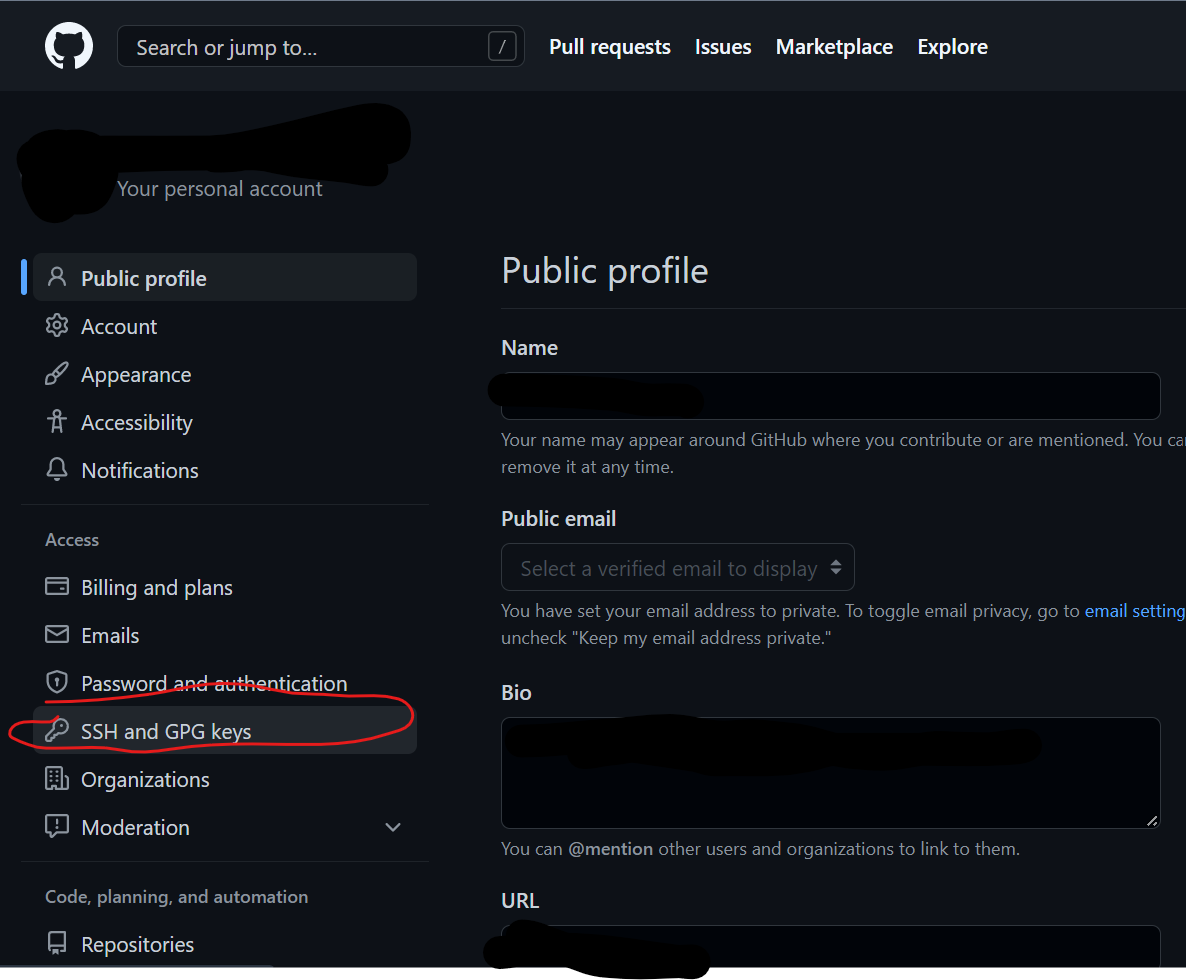 Search or jump to... /
Pull requests Issues Marketplace Explore
Your personal account
Public profile
Account
Appearance
Accessibility
Notifications
Access
Billing and plans
Emails
Password and authentication
SSH and GPG keys
Organizations
Moderation
Code, planning, and automation
Repositories
Public profile
Name
Your name may appear around GitHub where you contribute or are mentioned. You ca
remove it at any time.
Public email
Select a verified email to display
You have set your email address to private. To toggle email privacy, go to email setting
uncheck "Keep my email address private."
Bio
You can @mention other users and organizations to link to them.
URL